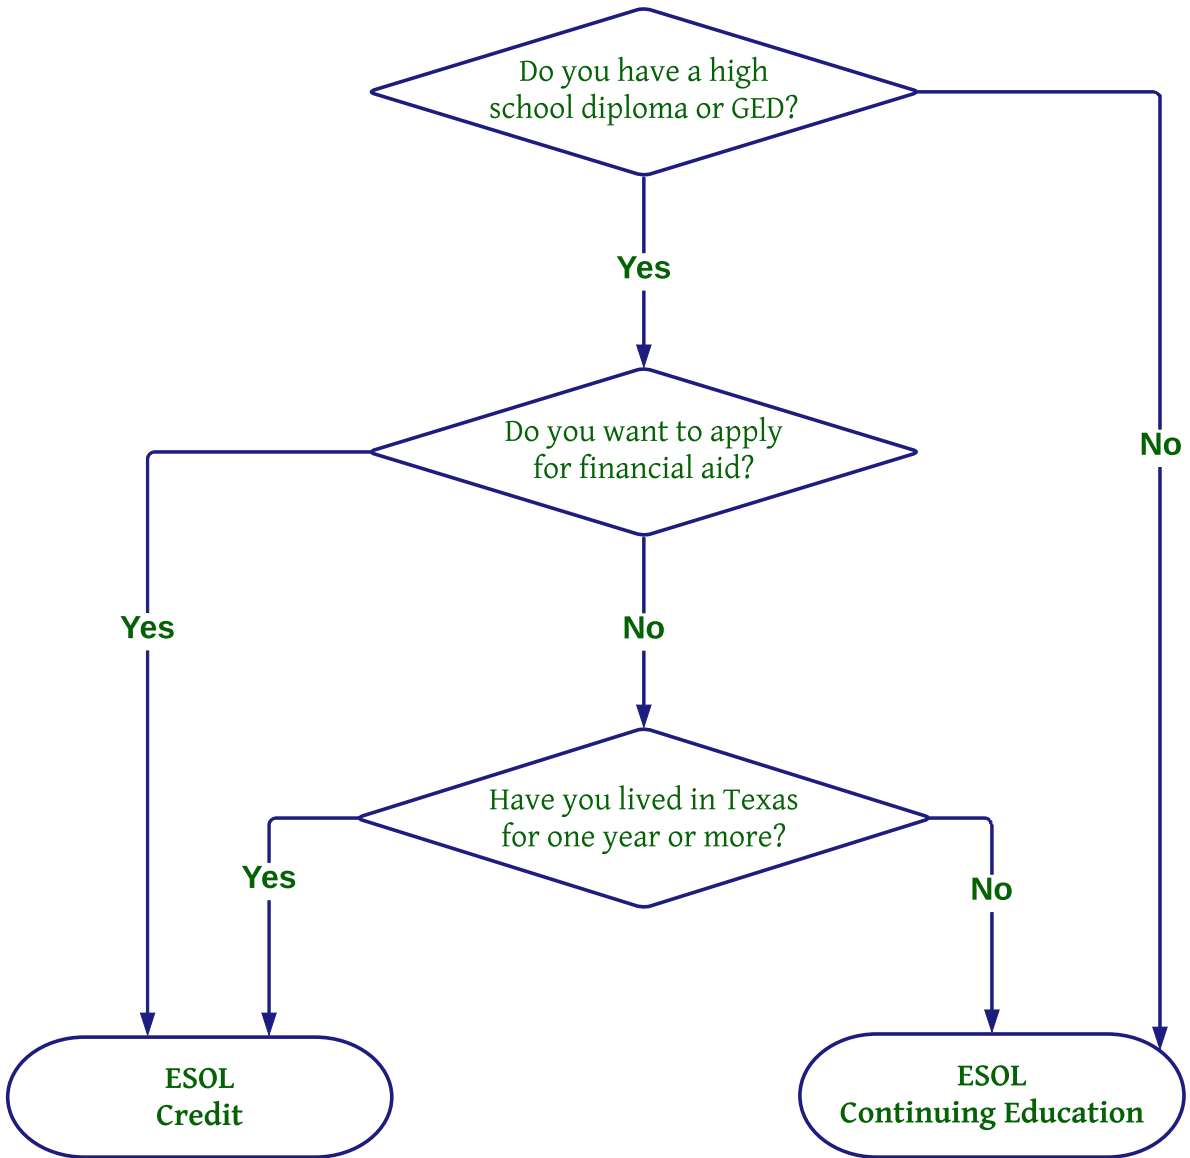 Do you have a high
school diploma or GED?
Yes
Do you want to apply
for financial aid?
No
Yes
No
Have you lived in Texas
for one year or more?
Yes
No
ESOL
Credit
ESOL
Continuing Education